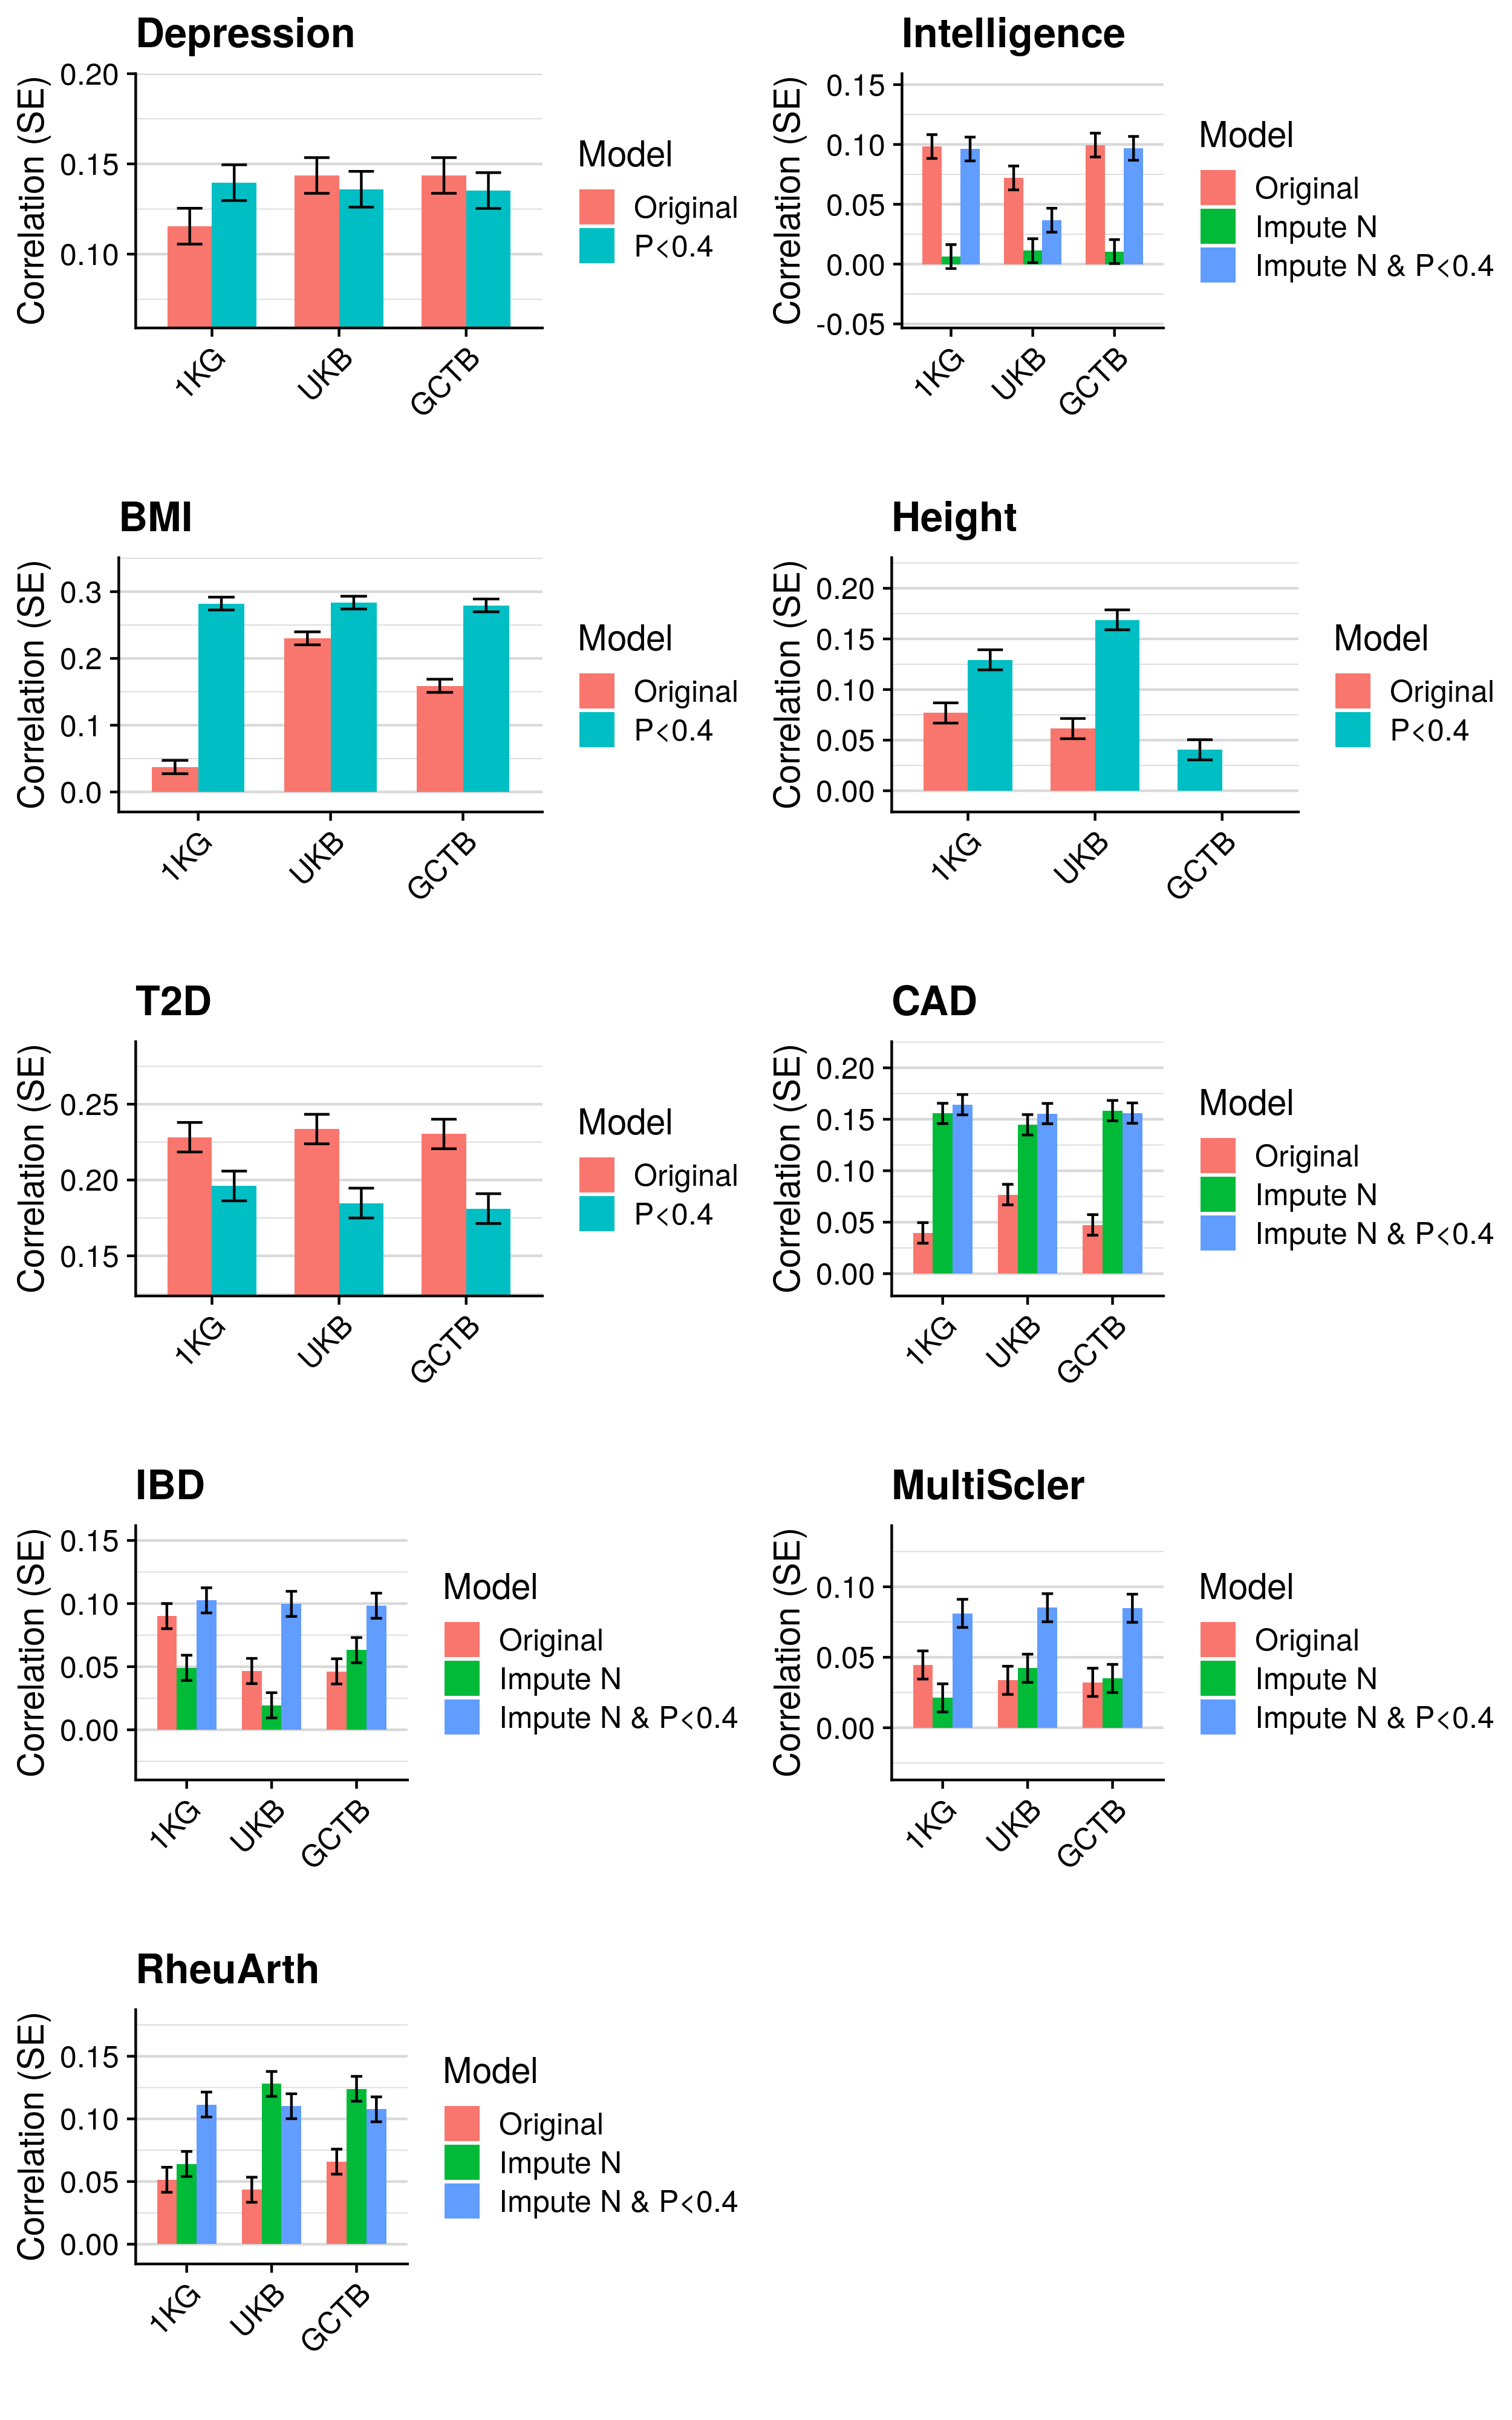 Depression
Correlation (SE)
0.20
0.15
0.10
1KG
UKB
GCTB
Model
Original
P<0.4
Intelligence
Correlation (SE)
0.15
0.10
0.05
0.00
-0.05
1KG
UKB
GCTB
Model
Original
Impute N
Impute N & P<0.4
BMI
Correlation (SE)
0.3
0.2
0.1
0.0
1KG
UKB
GCTB
Model
Original
P<0.4
Height
Correlation (SE)
0.20
0.15
0.10
0.05
0.00
1KG
UKB
GCTB
Model
Original
P<0.4
T2D
Correlation (SE)
0.25
0.20
0.15
1KG
UKB
GCTB
Model
Original
P<0.4
CAD
Correlation (SE)
0.20
0.15
0.10
0.05
0.00
1KG
UKB
GCTB
Model
Original
Impute N
Impute N & P<0.4
IBD
Correlation (SE)
0.15
0.10
0.05
0.00
1KG
UKB
GCTB
Model
Original
Impute N
Impute N & P<0.4
MultiScler
Correlation (SE)
0.10
0.05
0.00
1KG
UKB
GCTB
Model
Original
Impute N
Impute N & P<0.4
RheuArth
Correlation (SE)
0.15
0.10
0.05
0.00
1KG
UKB
GCTB
Model
Original
Impute N
Impute N & P<0.4